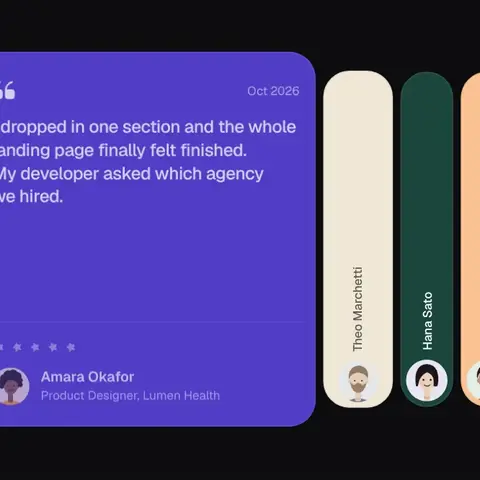 Oct 2026
dropped in one section and the whole
anding page finally felt finished.
My developer asked which agency
we hired.
Amara Okafor
Product Designer, Lumen Health
Theo Marchetti
Hana Sato